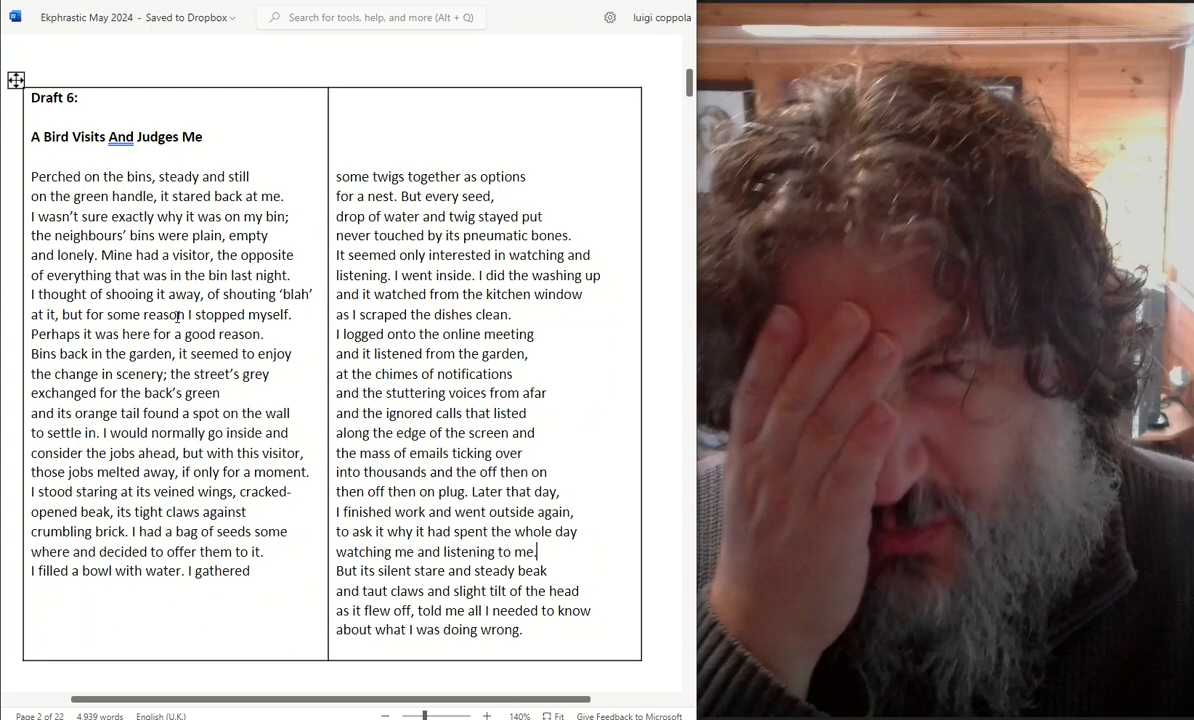 Ekphrastic May 2024 - Saved to Dropbox
Search for tools, help, and more (Alt + Q)
luigi coppola
Draft 6:
A Bird Visits And Judges Me
Perched on the bins, steady and still
on the green handle, it stared back at me.
I wasn't sure exactly why it was on my bin;
the neighbours' bins were plain, empty
and lonely. Mine had a visitor, the opposite
of everything that was in the bin last night.
I thought of shooing it away, of shouting ‘blah’
at it, but for some reason I stopped myself.
Perhaps it was here for a good reason.
Bins back in the garden, it seemed to enjoy
the change in scenery; the street's grey
exchanged for the back's green
and its orange tail found a spot on the wall
to settle in. I would normally go inside and
consider the jobs ahead, but with this visitor,
those jobs melted away, if only for a moment.
I stood staring at its veined wings, cracked-
opened beak, its tight claws against
crumbling brick. I had a bag of seeds some
where and decided to offer them to it.
I filled a bowl with water. I gathered
some twigs together as options
for a nest. But every seed,
drop of water and twig stayed put
never touched by its pneumatic bones.
It seemed only interested in watching and
listening. I went inside. I did the washing up
and it watched from the kitchen window
as I scraped the dishes clean.
I logged onto the online meeting
and it listened from the garden,
at the chimes of notifications
and the stuttering voices from afar
and the ignored calls that listed
along the edge of the screen and
the mass of emails ticking over
into thousands and the off then on
then off then on plug. Later that day,
I finished work and went outside again,
to ask it why it had spent the whole day
watching me and listening to me.
But its silent stare and steady beak
and taut claws and slight tilt of the head
as it flew off, told me all I needed to know
about what I was doing wrong.
Page 2 of 22
4,939 words
English (U.K.)
140%
Fit
Give Feedback to Microsoft